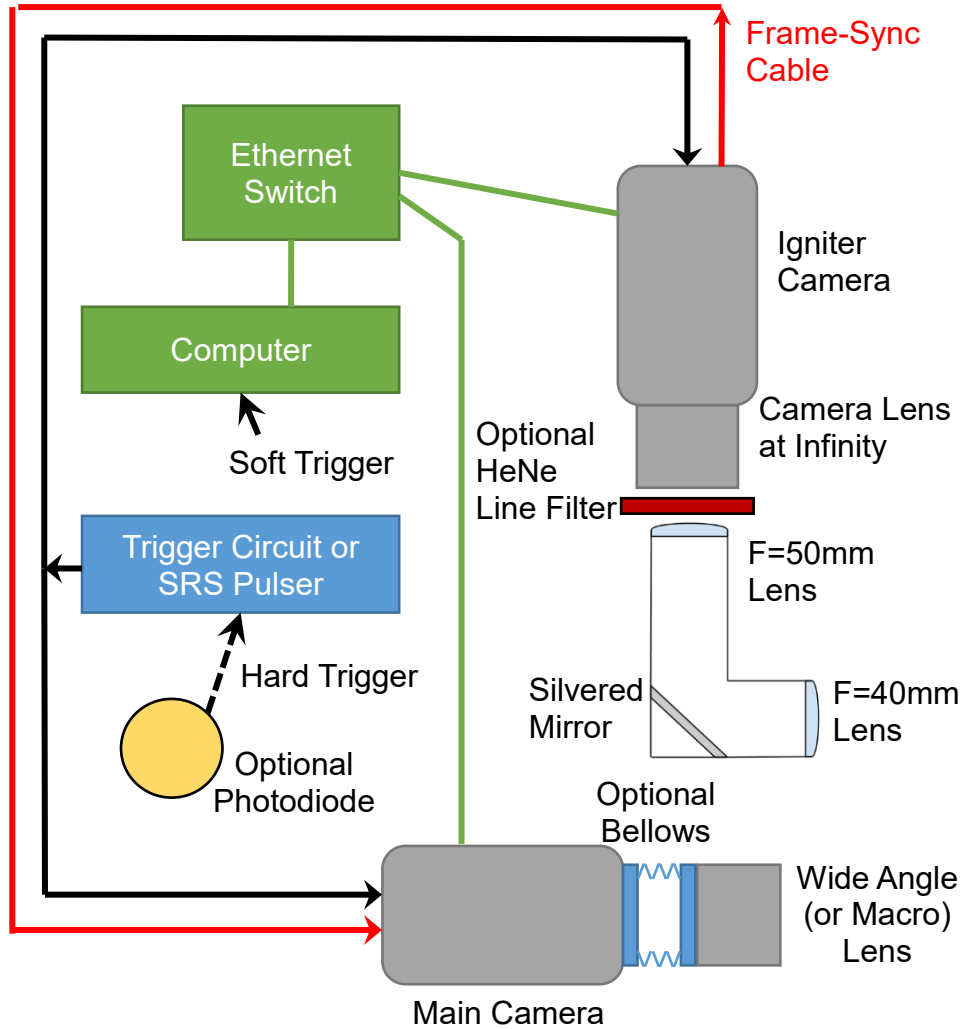 Frame-Sync
Cable
Ethernet
Switch
Igniter
Camera
Computer
Camera Lens
at Infinity
Soft Trigger
Optional
HeNe
Line Filter
Trigger Circuit or
SRS Pulser
F=50mm
Lens
Hard Trigger
Silvered
Mirror
F=40mm
Lens
Optional
Photodiode
Optional
Bellows
Wide Angle
(or Macro)
Lens
Main Camera